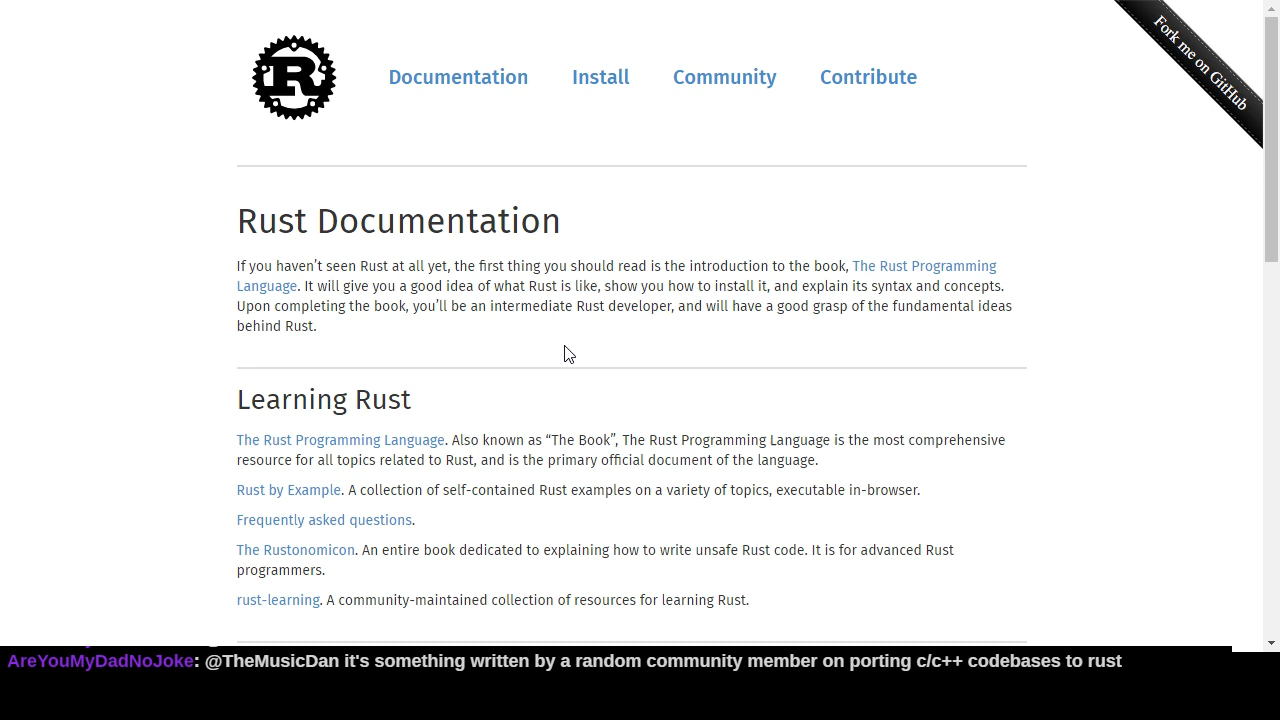 R
Documentation Install Community Contribute
Fork me on GitHub
Rust Documentation
If you haven’t seen Rust at all yet, the first thing you should read is the introduction to the book, The Rust Programming
Language. It will give you a good idea of what Rust is like, show you how to install it, and explain its syntax and concepts.
Upon completing the book, you’ll be an intermediate Rust developer, and will have a good grasp of the fundamental ideas
behind Rust.
Learning Rust
The Rust Programming Language. Also known as “The Book”, The Rust Programming Language is the most comprehensive
resource for all topics related to Rust, and is the primary official document of the language.
Rust by Example. A collection of self-contained Rust examples on a variety of topics, executable in-browser.
Frequently asked questions.
The Rustonomicon. An entire book dedicated to explaining how to write unsafe Rust code. It is for advanced Rust
programmers.
rust-learning. A community-maintained collection of resources for learning Rust.
AreYouMyDadNoJoke: @TheMusicDan it's something written by a random community member on porting c/c++ codebases to rust